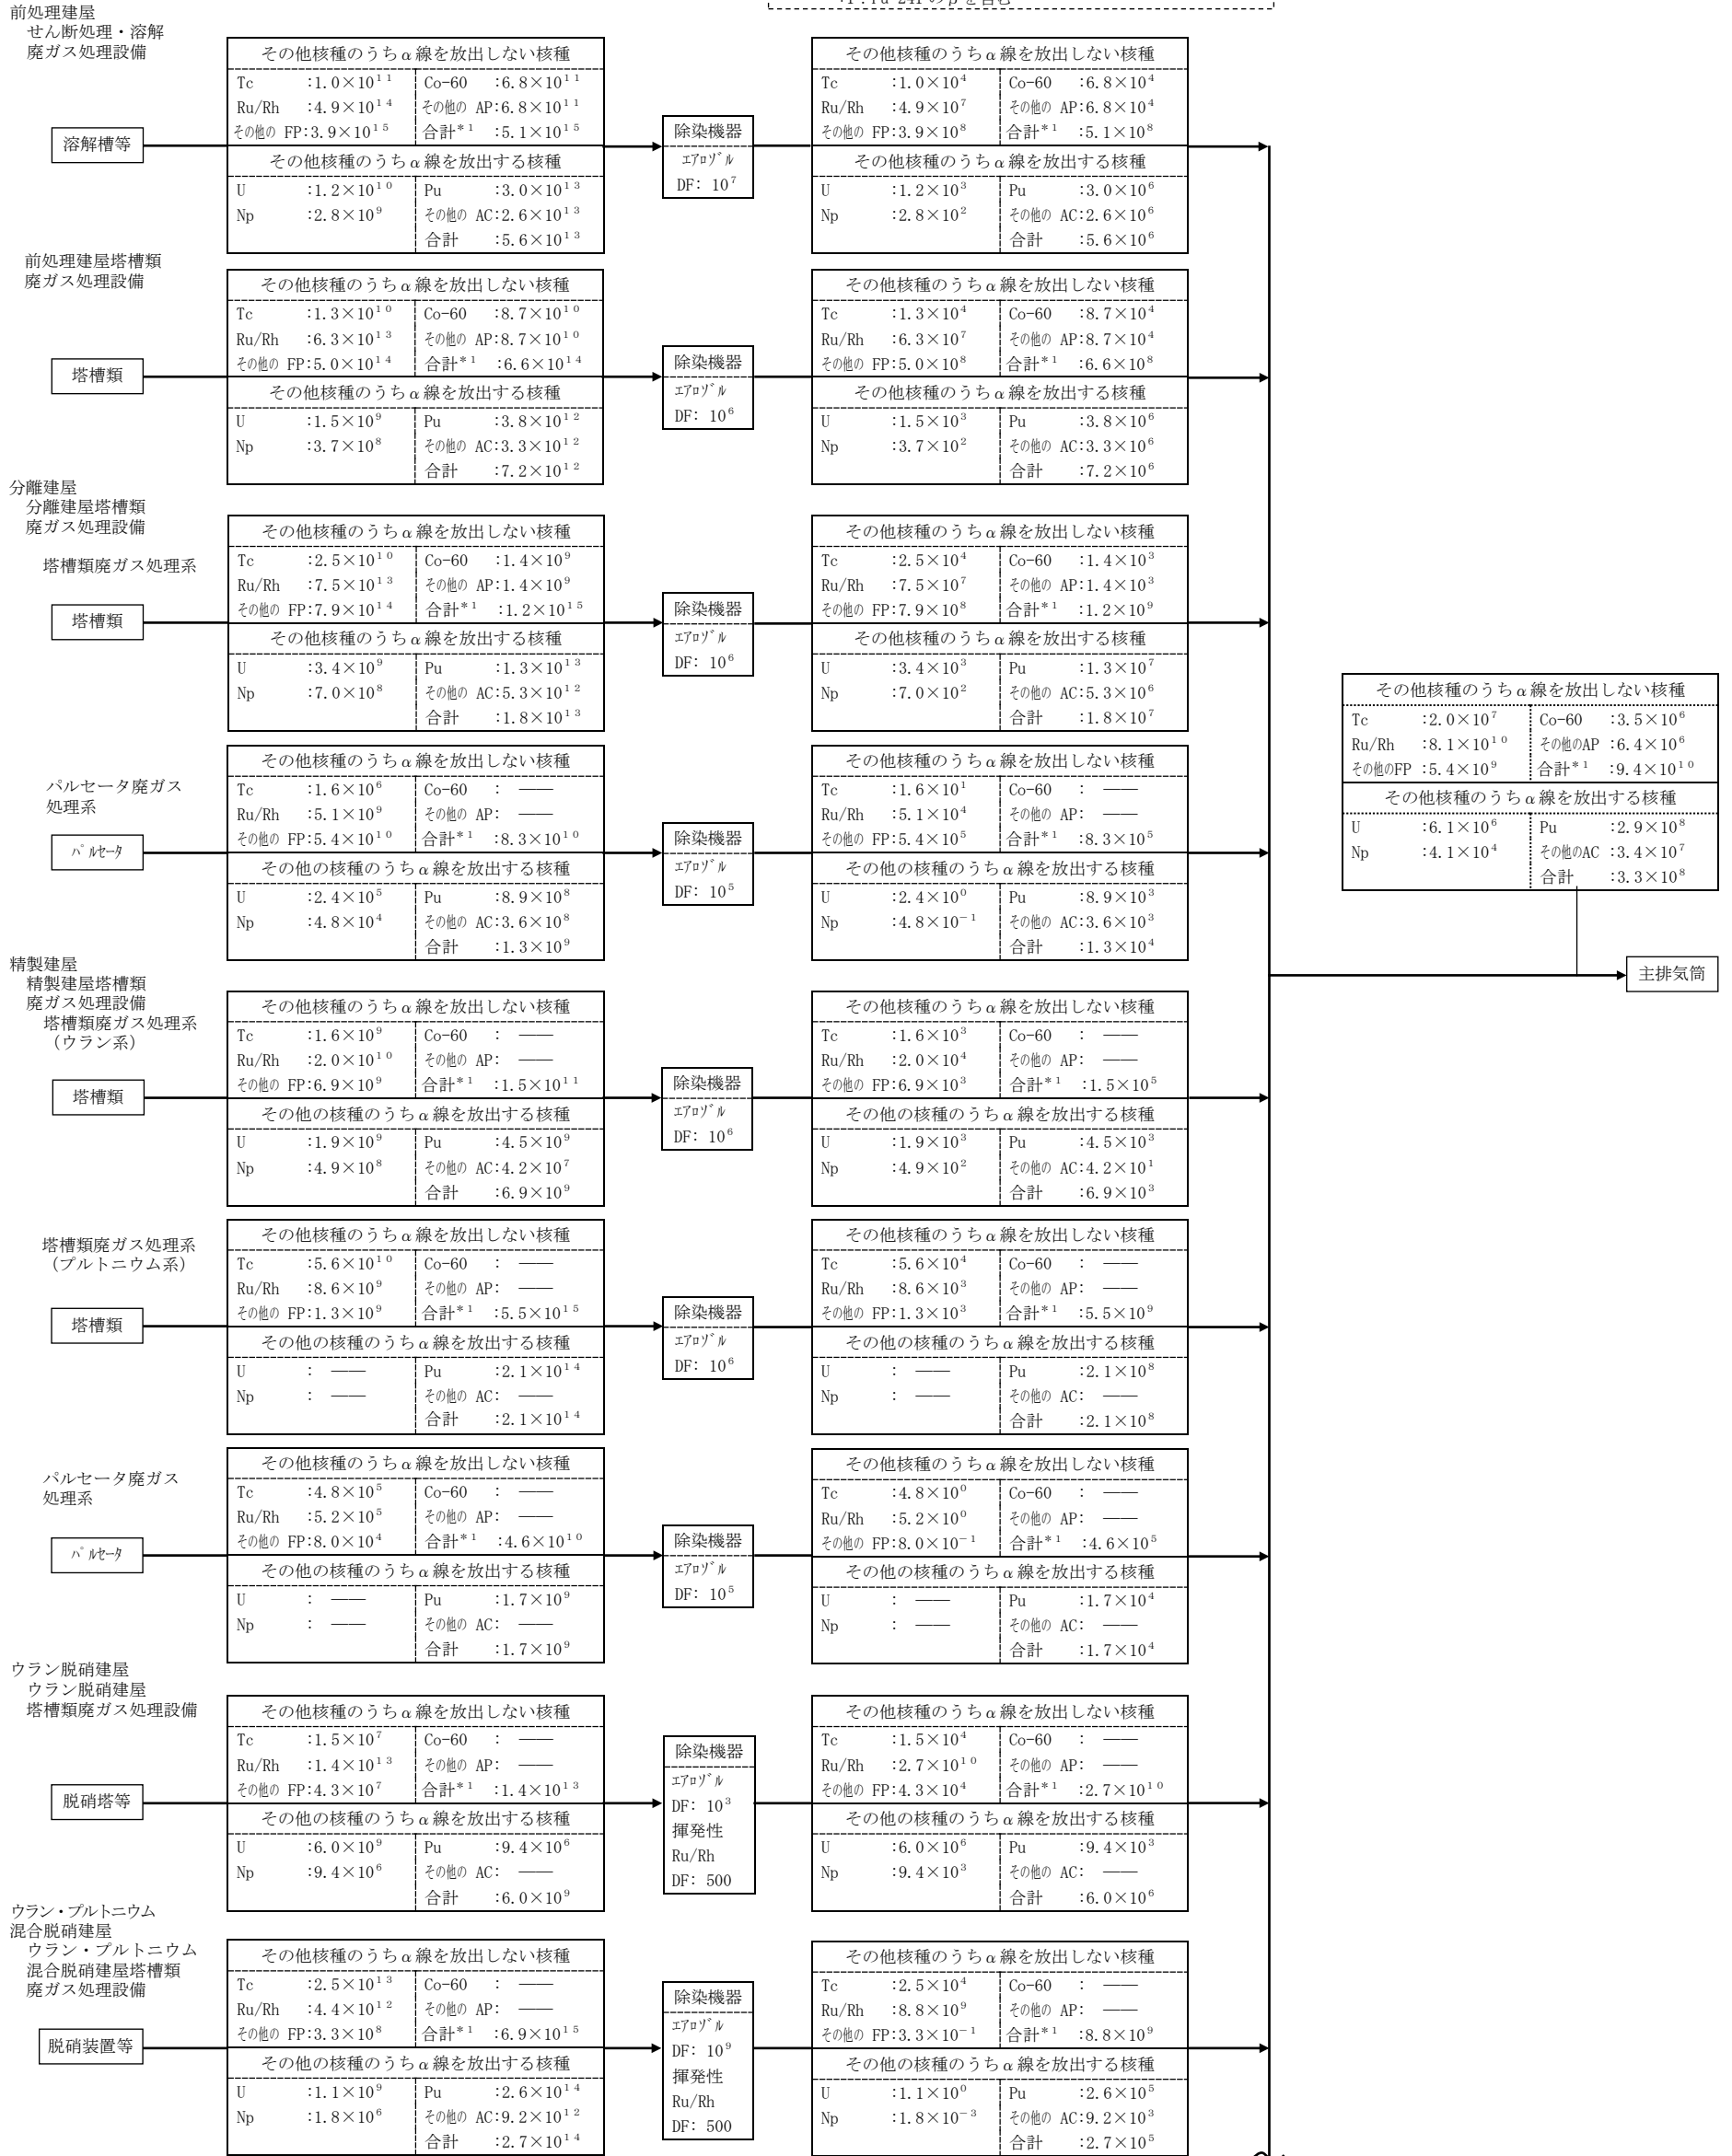 *1:Pu-241のβを含む
前処理建屋
せん断処理・溶解
廃ガス処理設備
溶解槽等
その他核種のうちα線を放出しない核種
Tc :1.0×10¹¹ Co-60 :6.8×10¹¹
Ru/Rh :4.9×10¹⁴ その他の AP:6.8×10¹¹
その他の FP:3.9×10¹⁵ 合計*¹ :5.1×10¹⁵
その他核種のうちα線を放出する核種
U :1.2×10¹⁰ Pu :3.0×10¹³
Np :2.8×10⁹ その他の AC:2.6×10¹³
合計 :5.6×10¹³
除染機器
エアロゾル
DF: 10⁷
その他核種のうちα線を放出しない核種
Tc :1.0×10⁴ Co-60 :6.8×10⁴
Ru/Rh :4.9×10⁷ その他の AP:6.8×10⁴
その他の FP:3.9×10⁸ 合計*¹ :5.1×10⁸
その他核種のうちα線を放出する核種
U :1.2×10³ Pu :3.0×10⁶
Np :2.8×10² その他の AC:2.6×10⁶
合計 :5.6×10⁶
前処理建屋塔槽類
廃ガス処理設備
塔槽類
その他核種のうちα線を放出しない核種
Tc :1.3×10¹⁰ Co-60 :8.7×10¹⁰
Ru/Rh :6.3×10¹³ その他の AP:8.7×10¹⁰
その他の FP:5.0×10¹⁴ 合計*¹ :6.6×10¹⁴
その他核種のうちα線を放出する核種
U :1.5×10⁹ Pu :3.8×10¹²
Np :3.7×10⁸ その他の AC:3.3×10¹²
合計 :7.2×10¹²
除染機器
エアロゾル
DF: 10⁶
その他核種のうちα線を放出しない核種
Tc :1.3×10⁴ Co-60 :8.7×10⁴
Ru/Rh :6.3×10⁷ その他の AP:8.7×10⁴
その他の FP:5.0×10⁸ 合計*¹ :6.6×10⁸
その他核種のうちα線を放出する核種
U :1.5×10³ Pu :3.8×10⁶
Np :3.7×10² その他の AC:3.3×10⁶
合計 :7.2×10⁶
分離建屋
分離建屋塔槽類
廃ガス処理設備
塔槽類廃ガス処理系
塔槽類
その他核種のうちα線を放出しない核種
Tc :2.5×10¹⁰ Co-60 :1.4×10⁹
Ru/Rh :7.5×10¹³ その他の AP:1.4×10⁹
その他の FP:7.9×10¹⁴ 合計*¹ :1.2×10¹⁵
その他核種のうちα線を放出する核種
U :3.4×10⁹ Pu :1.3×10¹³
Np :7.0×10⁸ その他の AC:5.3×10¹²
合計 :1.8×10¹³
除染機器
エアロゾル
DF: 10⁶
その他核種のうちα線を放出しない核種
Tc :2.5×10⁴ Co-60 :1.4×10³
Ru/Rh :7.5×10⁷ その他の AP:1.4×10³
その他の FP:7.9×10⁸ 合計*¹ :1.2×10⁹
その他核種のうちα線を放出する核種
U :3.4×10³ Pu :1.3×10⁷
Np :7.0×10² その他の AC:5.3×10⁶
合計 :1.8×10⁷
パルセータ廃ガス
処理系
パルセータ
その他核種のうちα線を放出しない核種
Tc :1.6×10⁶ Co-60 : ――
Ru/Rh :5.1×10⁹ その他の AP: ――
その他の FP:5.4×10¹⁰ 合計*¹ :8.3×10¹⁰
その他の核種のうちα線を放出する核種
U :2.4×10⁵ Pu :8.9×10⁸
Np :4.8×10⁴ その他の AC:3.6×10⁸
合計 :1.3×10⁹
除染機器
エアロゾル
DF: 10⁵
その他核種のうちα線を放出しない核種
Tc :1.6×10¹ Co-60 : ――
Ru/Rh :5.1×10⁴ その他の AP: ――
その他の FP:5.4×10⁵ 合計*¹ :8.3×10⁵
その他の核種のうちα線を放出する核種
U :2.4×10⁰ Pu :8.9×10³
Np :4.8×10⁻¹ その他の AC:3.6×10³
合計 :1.3×10⁴
精製建屋
精製建屋塔槽類
廃ガス処理設備
塔槽類廃ガス処理系
(ウラン系)
塔槽類
その他核種のうちα線を放出しない核種
Tc :1.6×10⁹ Co-60 : ――
Ru/Rh :2.0×10¹⁰ その他の AP: ――
その他の FP:6.9×10⁹ 合計*¹ :1.5×10¹¹
その他の核種のうちα線を放出する核種
U :1.9×10⁹ Pu :4.5×10⁹
Np :4.9×10⁸ その他の AC:4.2×10⁷
合計 :6.9×10⁹
除染機器
エアロゾル
DF: 10⁶
その他核種のうちα線を放出しない核種
Tc :1.6×10³ Co-60 : ――
Ru/Rh :2.0×10⁴ その他の AP: ――
その他の FP:6.9×10³ 合計*¹ :1.5×10⁵
その他の核種のうちα線を放出する核種
U :1.9×10³ Pu :4.5×10³
Np :4.9×10² その他の AC:4.2×10¹
合計 :6.9×10³
塔槽類廃ガス処理系
(プルトニウム系)
塔槽類
その他核種のうちα線を放出しない核種
Tc :5.6×10¹⁰ Co-60 : ――
Ru/Rh :8.6×10⁹ その他の AP: ――
その他の FP:1.3×10⁹ 合計*¹ :5.5×10¹⁵
その他の核種のうちα線を放出する核種
U : ―― Pu :2.1×10¹⁴
Np : ―― その他の AC: ――
合計 :2.1×10¹⁴
除染機器
エアロゾル
DF: 10⁶
その他核種のうちα線を放出しない核種
Tc :5.6×10⁴ Co-60 : ――
Ru/Rh :8.6×10³ その他の AP: ――
その他の FP:1.3×10³ 合計*¹ :5.5×10⁹
その他の核種のうちα線を放出する核種
U : ―― Pu :2.1×10⁸
Np : ―― その他の AC: ――
合計 :2.1×10⁸
パルセータ廃ガス
処理系
パルセータ
その他核種のうちα線を放出しない核種
Tc :4.8×10⁵ Co-60 : ――
Ru/Rh :5.2×10⁵ その他の AP: ――
その他の FP:8.0×10⁴ 合計*¹ :4.6×10¹⁰
その他の核種のうちα線を放出する核種
U : ―― Pu :1.7×10⁹
Np : ―― その他の AC: ――
合計 :1.7×10⁹
除染機器
エアロゾル
DF: 10⁵
その他核種のうちα線を放出しない核種
Tc :4.8×10⁰ Co-60 : ――
Ru/Rh :5.2×10⁰ その他の AP: ――
その他の FP:8.0×10⁻¹ 合計*¹ :4.6×10⁵
その他の核種のうちα線を放出する核種
U : ―― Pu :1.7×10⁴
Np : ―― その他の AC: ――
合計 :1.7×10⁴
ウラン脱硝建屋
ウラン脱硝建屋
塔槽類廃ガス処理設備
脱硝塔等
その他核種のうちα線を放出しない核種
Tc :1.5×10⁷ Co-60 : ――
Ru/Rh :1.4×10¹³ その他の AP: ――
その他の FP:4.3×10⁷ 合計*¹ :1.4×10¹³
その他の核種のうちα線を放出する核種
U :6.0×10⁹ Pu :9.4×10⁶
Np :9.4×10⁶ その他の AC: ――
合計 :6.0×10⁹
除染機器
エアロゾル
DF: 10³
揮発性
Ru/Rh
DF: 500
その他核種のうちα線を放出しない核種
Tc :1.5×10⁴ Co-60 : ――
Ru/Rh :2.7×10¹⁰ その他の AP: ――
その他の FP:4.3×10⁴ 合計*¹ :2.7×10¹⁰
その他の核種のうちα線を放出する核種
U :6.0×10⁶ Pu :9.4×10³
Np :9.4×10³ その他の AC: ――
合計 :6.0×10⁶
ウラン・プルトニウム
混合脱硝建屋
ウラン・プルトニウム
混合脱硝建屋塔槽類
廃ガス処理設備
脱硝装置等
その他核種のうちα線を放出しない核種
Tc :2.5×10¹³ Co-60 : ――
Ru/Rh :4.4×10¹² その他の AP: ――
その他の FP:3.3×10⁸ 合計*¹ :6.9×10¹⁵
その他の核種のうちα線を放出する核種
U :1.1×10⁹ Pu :2.6×10¹⁴
Np :1.8×10⁶ その他の AC:9.2×10¹²
合計 :2.7×10¹⁴
除染機器
エアロゾル
DF: 10⁹
揮発性
Ru/Rh
DF: 500
その他核種のうちα線を放出しない核種
Tc :2.5×10⁴ Co-60 : ――
Ru/Rh :8.8×10⁹ その他の AP: ――
その他の FP:3.3×10⁻¹ 合計*¹ :8.8×10⁹
その他の核種のうちα線を放出する核種
U :1.1×10⁰ Pu :2.6×10⁵
Np :1.8×10⁻³ その他の AC:9.2×10³
合計 :2.7×10⁵
その他核種のうちα線を放出しない核種
Tc :2.0×10⁷ Co-60 :3.5×10⁶
Ru/Rh :8.1×10¹⁰ その他のAP :6.4×10⁶
その他のFP :5.4×10⁹ 合計*¹ :9.4×10¹⁰
その他核種のうちα線を放出する核種
U :6.1×10⁶ Pu :2.9×10⁸
Np :4.1×10⁴ その他のAC :3.4×10⁷
合計 :3.3×10⁸
主排気筒